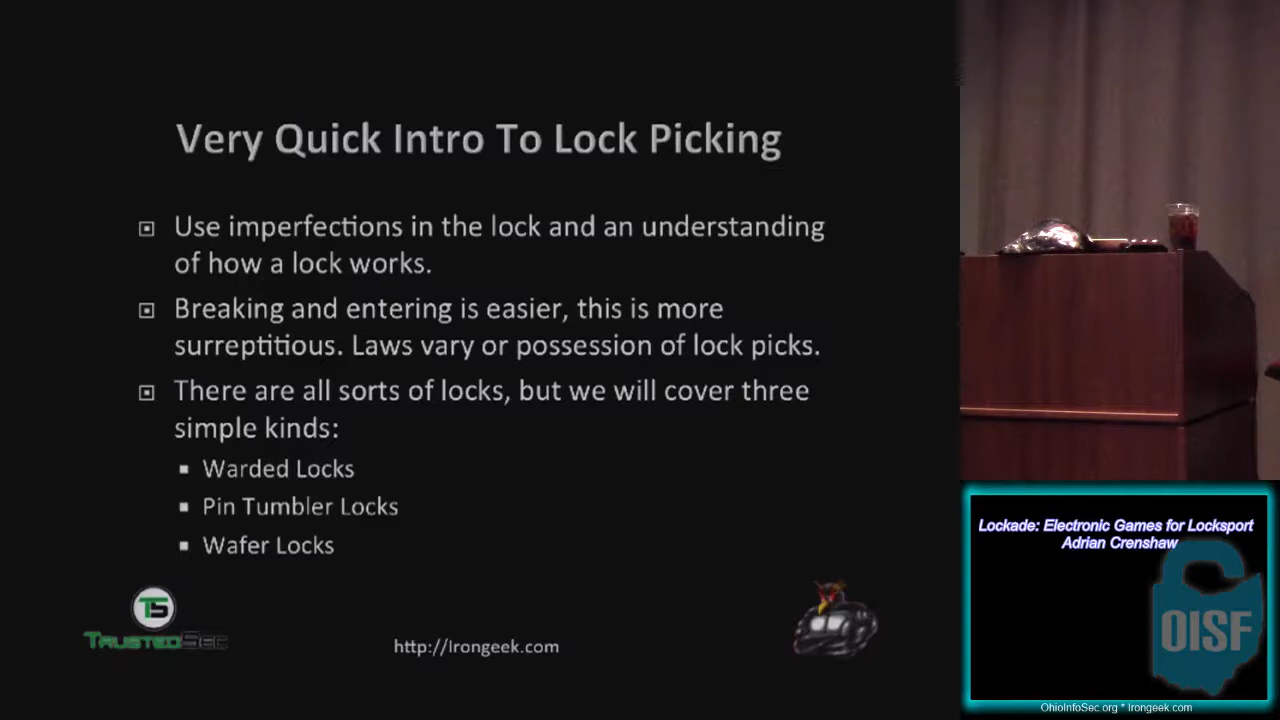 Very Quick Intro To Lock Picking
Use imperfections in the lock and an understanding
of how a lock works.
Breaking and entering is easier, this is more
surreptitious. Laws vary or possession of lock picks.
There are all sorts of locks, but we will cover three
simple kinds:
Warded Locks
Pin Tumbler Locks
Wafer Locks
TS
TRUSTEDSEC
http://Irongeek.com
Lockade: Electronic Games for Locksport
Adrian Crenshaw
OISF
OhioInfoSec.org * Irongeek.com